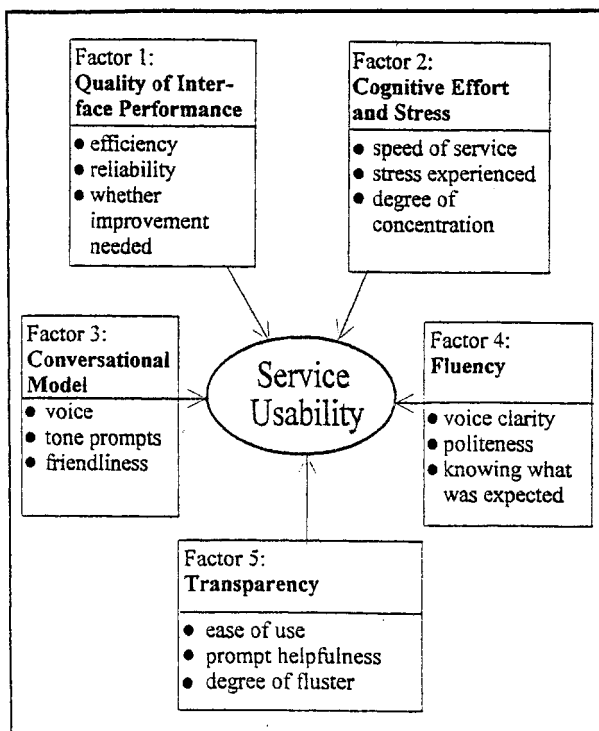 Factor 1:
Quality of Inter-
face Performance
● efficiency
● reliability
● whether
improvement
needed
Factor 2:
Cognitive Effort
and Stress
● speed of service
● stress experienced
● degree of
concentration
Factor 3:
Conversational
Model
● voice
● tone prompts
● friendliness
Service
Usability
Factor 4:
Fluency
● voice clarity
● politeness
● knowing what
was expected
Factor 5:
Transparency
● ease of use
● prompt helpfulness
● degree of fluster